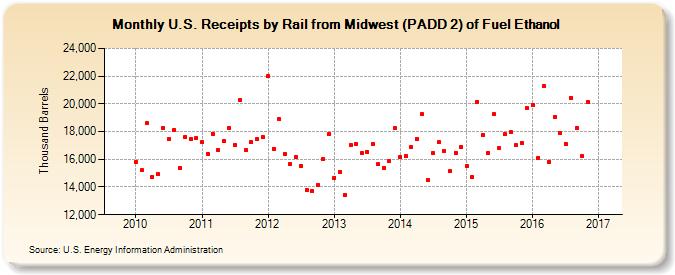 Monthly U.S. Receipts by Rail from Midwest (PADD 2) of Fuel Ethanol
Thousand Barrels
24,000
22,000
20,000
18,000
16,000
14,000
12,000
2010 2011 2012 2013 2014 2015 2016 2017
Source: U.S. Energy Information Administration